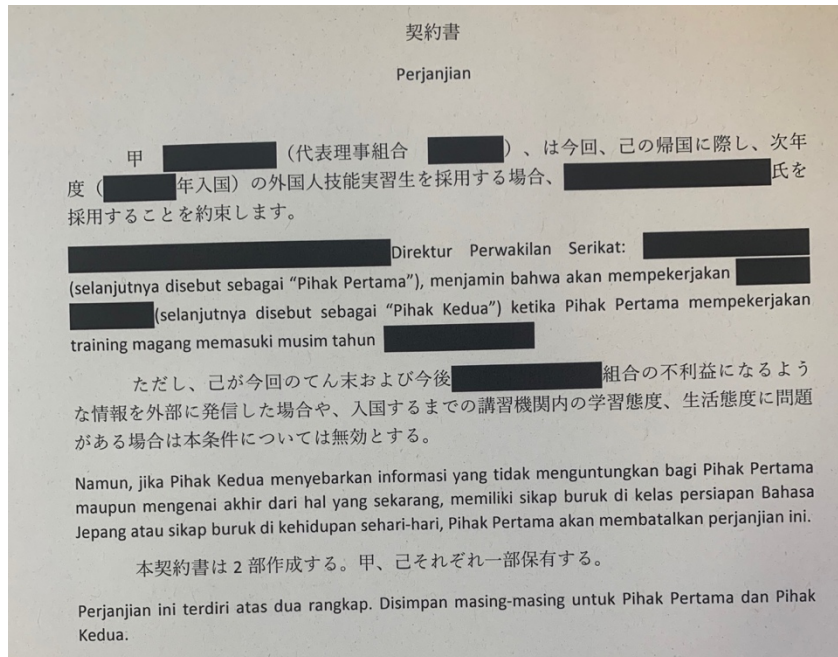 契約書
Perjanjian
甲 （代表理事組合 ）、は今回、己の帰国に際し、次年
度（ 年入国）の外国人技能実習生を採用する場合、 氏を
採用することを約束します。
Direktur Perwakilan Serikat:
(selanjutnya disebut sebagai “Pihak Pertama”), menjamin bahwa akan mempekerjakan
(selanjutnya disebut sebagai “Pihak Kedua”) ketika Pihak Pertama mempekerjakan
training magang memasuki musim tahun
ただし、己が今回のてん末および今後 組合の不利益になるよう
な情報を外部に発信した場合や、入国するまでの講習機関内の学習態度、生活態度に問題
がある場合は本条件については無効とする。
Namun, jika Pihak Kedua menyebarkan informasi yang tidak menguntungkan bagi Pihak Pertama
maupun mengenai akhir dari hal yang sekarang, memiliki sikap buruk di kelas persiapan Bahasa
Jepang atau sikap buruk di kehidupan sehari-hari, Pihak Pertama akan membatalkan perjanjian ini.
本契約書は 2 部作成する。甲、己それぞれ一部保有する。
Perjanjian ini terdiri atas dua rangkap. Disimpan masing-masing untuk Pihak Pertama dan Pihak
Kedua.